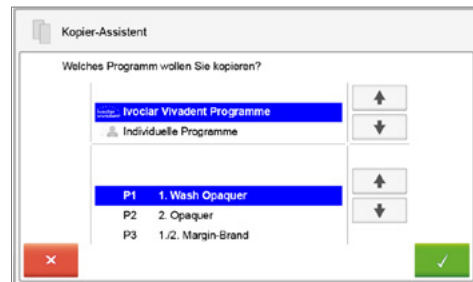 Kopier-Assistent
Welches Programm wollen Sie kopieren?
Ivoclar Vivadent Programme
Individuelle Programme
P1 1. Wash Opaquer
P2 2. Opaquer
P3 1./2. Margin-Brand